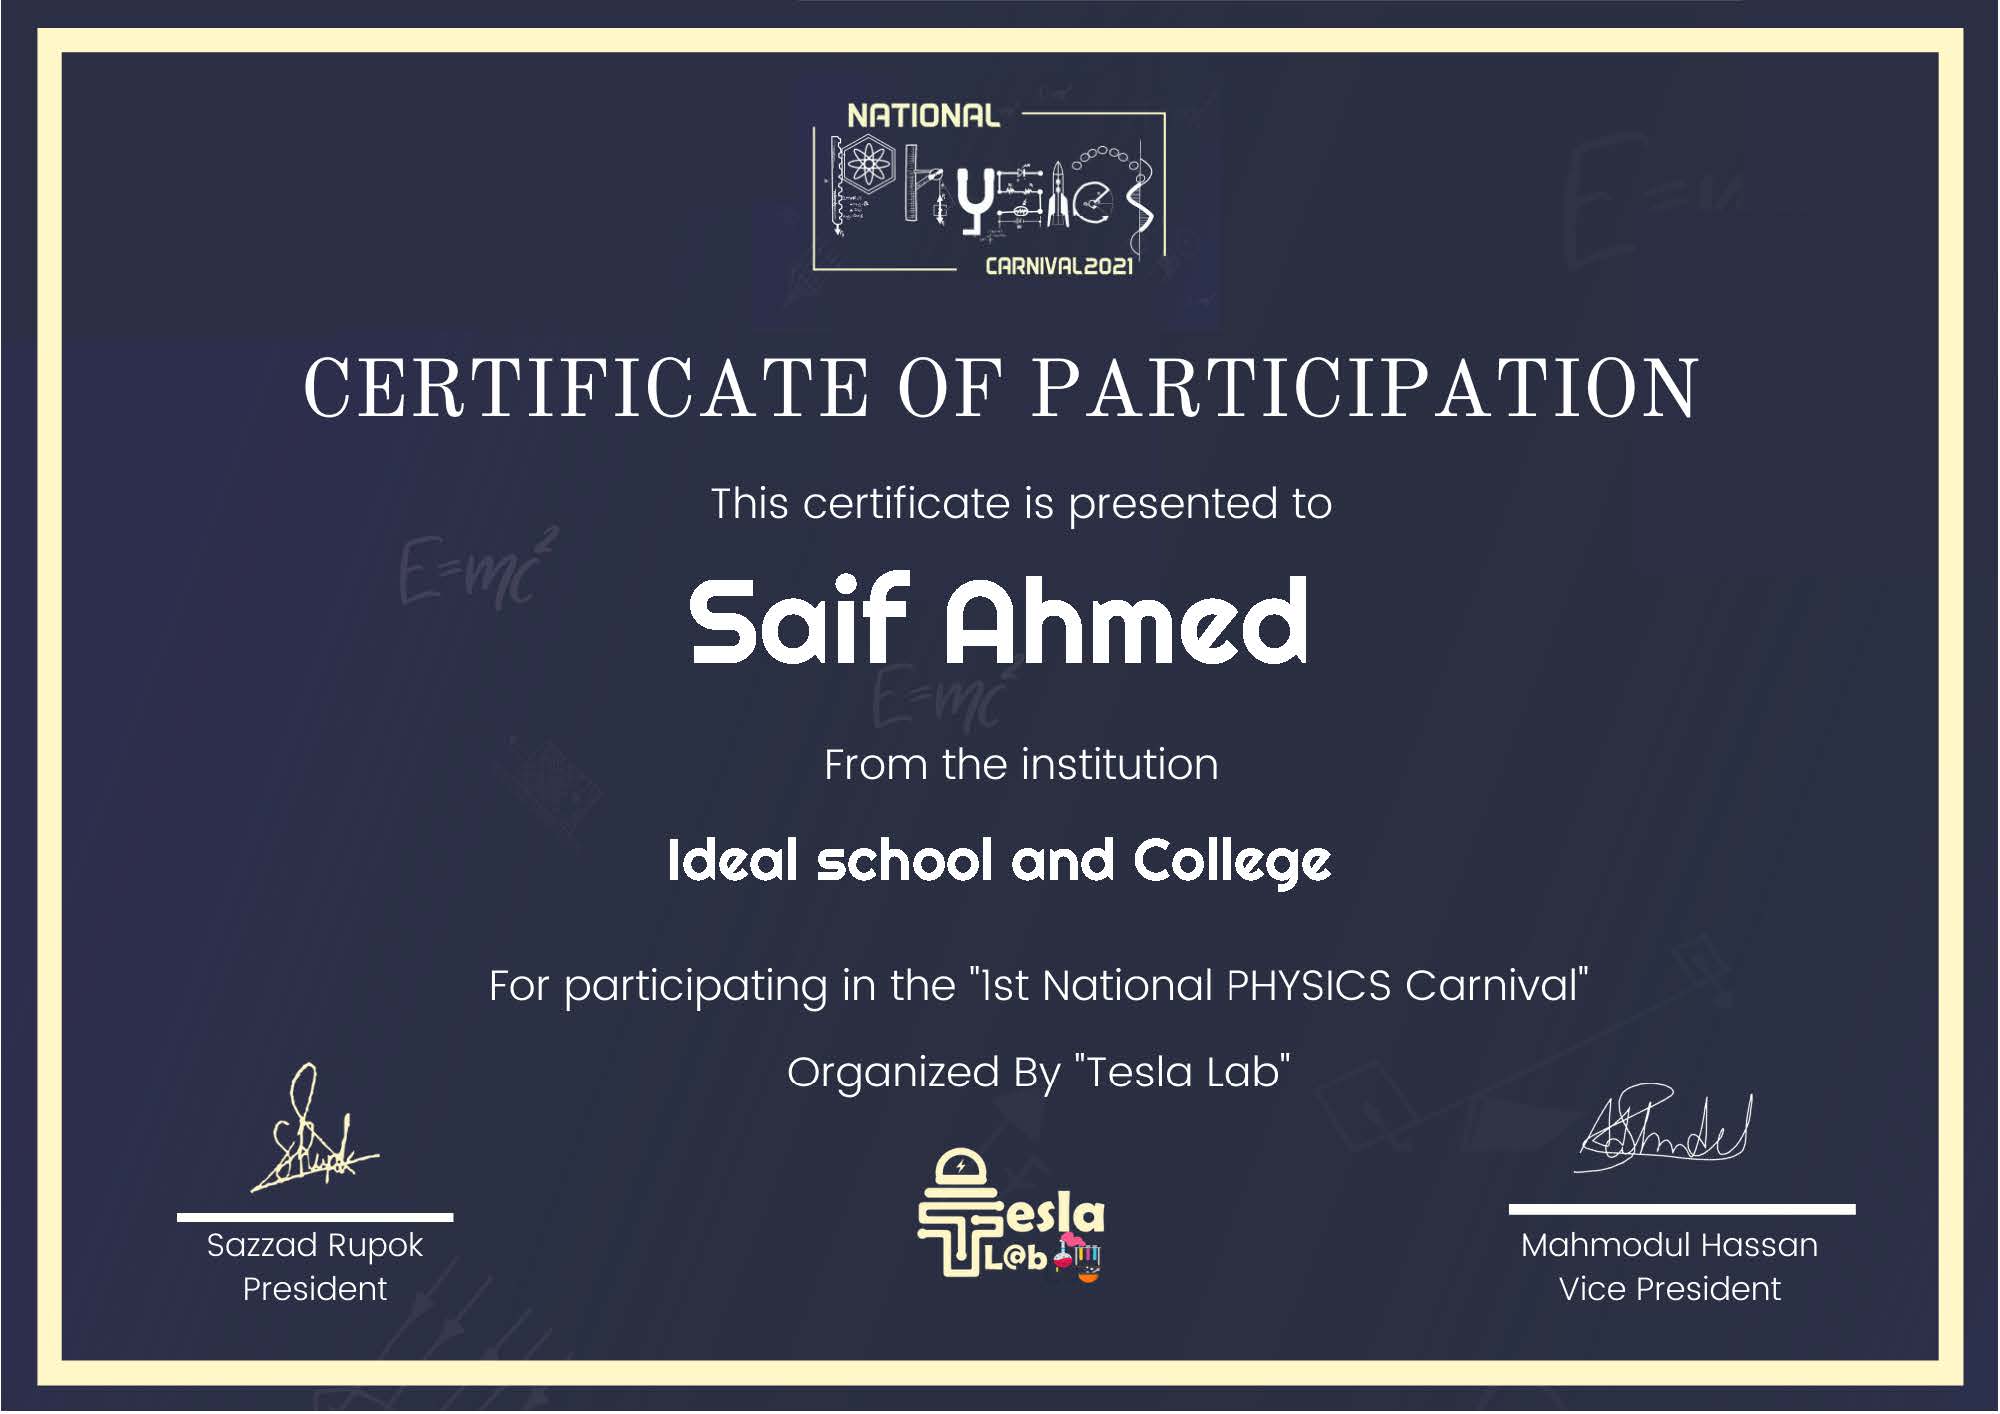 NATIONAL
Physics
CARNIVAL2021
CERTIFICATE OF PARTICIPATION
This certificate is presented to
E=mc²
Saif Ahmed
E=mc²
From the institution
Ideal school and College
For participating in the "1st National PHYSICS Carnival"
Organized By "Tesla Lab"
Tesla
L@b
Sazzad Rupok
President
Mahmodul Hassan
Vice President